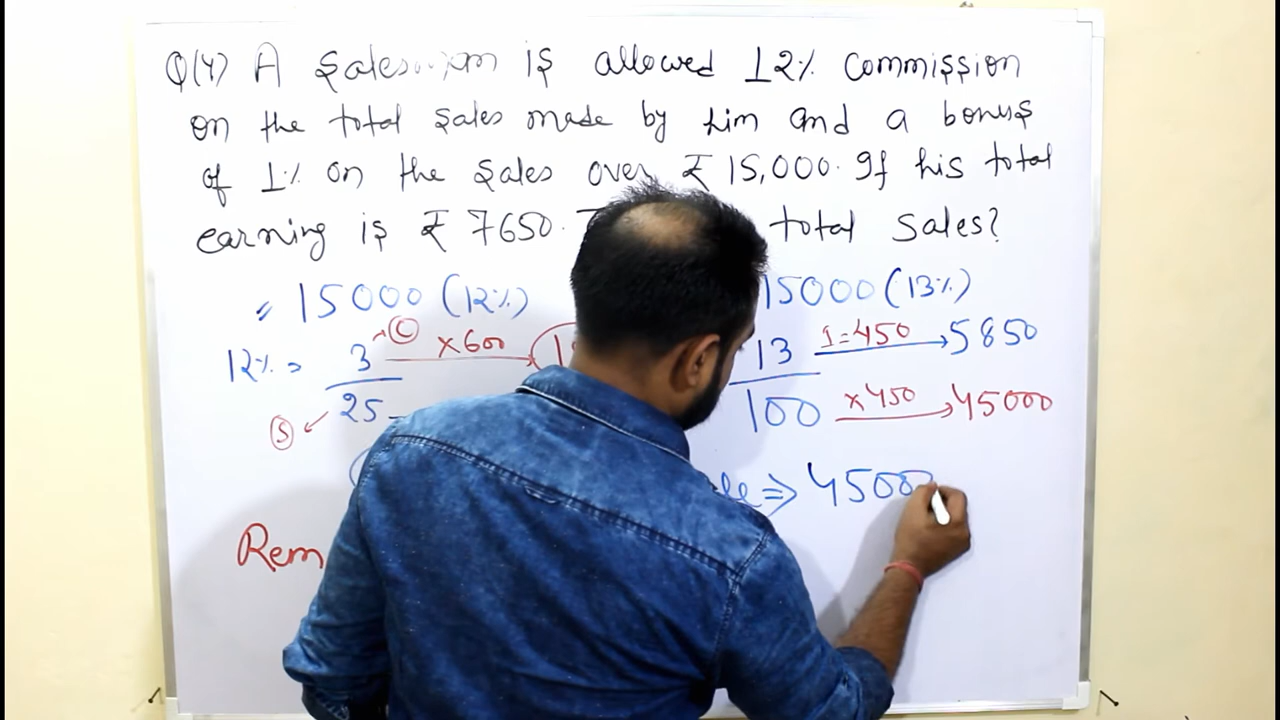 Q(4) A salesman is allowed 12% commission
on the total sales made by him and a bonus
of 1% on the sales over ₹ 15,000. If his total
earning is ₹ 7650. total sales?
= 15000 (12%) 15000 (13%)
12% = 3 C ×600 13 1=450 5850
25 100 ×450 45000
S
⇒ 4500
Rem